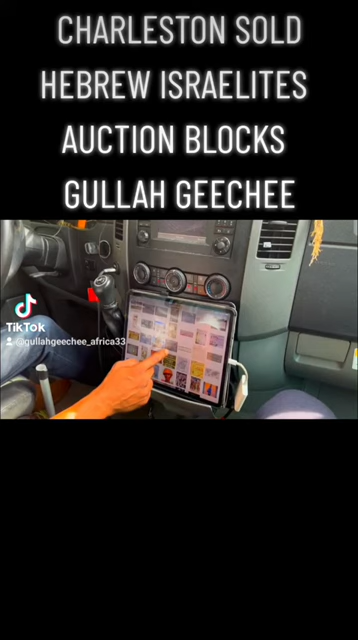 CHARLESTON SOLD
HEBREW ISRAELITES
AUCTION BLOCKS
GULLAH GEECHEE
TikTok
@gullahgeechee_africa33